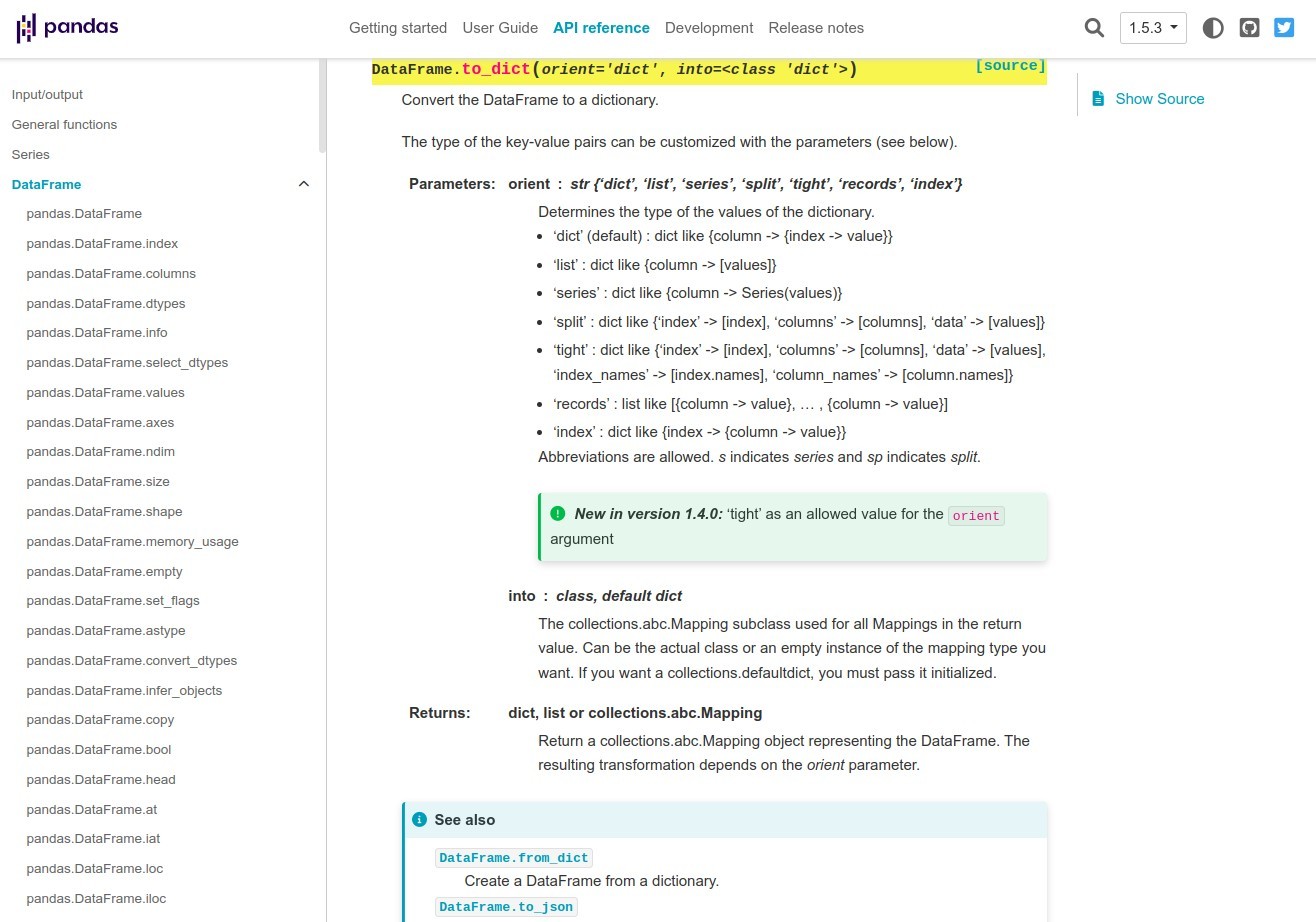 pandas
Getting started User Guide API reference Development Release notes
1.5.3
Input/output
General functions
Series
DataFrame
pandas.DataFrame
pandas.DataFrame.index
pandas.DataFrame.columns
pandas.DataFrame.dtypes
pandas.DataFrame.info
pandas.DataFrame.select_dtypes
pandas.DataFrame.values
pandas.DataFrame.axes
pandas.DataFrame.ndim
pandas.DataFrame.size
pandas.DataFrame.shape
pandas.DataFrame.memory_usage
pandas.DataFrame.empty
pandas.DataFrame.set_flags
pandas.DataFrame.astype
pandas.DataFrame.convert_dtypes
pandas.DataFrame.infer_objects
pandas.DataFrame.copy
pandas.DataFrame.bool
pandas.DataFrame.head
pandas.DataFrame.at
pandas.DataFrame.iat
pandas.DataFrame.loc
pandas.DataFrame.iloc
DataFrame.to_dict(orient='dict', into=<class 'dict'>) [source]
Convert the DataFrame to a dictionary.
The type of the key-value pairs can be customized with the parameters (see below).
Parameters: orient : str {‘dict’, ‘list’, ‘series’, ‘split’, ‘tight’, ‘records’, ‘index’}
Determines the type of the values of the dictionary.
• ‘dict’ (default) : dict like {column -> {index -> value}}
• ‘list’ : dict like {column -> [values]}
• ‘series’ : dict like {column -> Series(values)}
• ‘split’ : dict like {‘index’ -> [index], ‘columns’ -> [columns], ‘data’ -> [values]}
• ‘tight’ : dict like {‘index’ -> [index], ‘columns’ -> [columns], ‘data’ -> [values],
‘index_names’ -> [index.names], ‘column_names’ -> [column.names]}
• ‘records’ : list like [{column -> value}, … , {column -> value}]
• ‘index’ : dict like {index -> {column -> value}}
Abbreviations are allowed. s indicates series and sp indicates split.
New in version 1.4.0: ‘tight’ as an allowed value for the orient
argument
into : class, default dict
The collections.abc.Mapping subclass used for all Mappings in the return
value. Can be the actual class or an empty instance of the mapping type you
want. If you want a collections.defaultdict, you must pass it initialized.
Returns: dict, list or collections.abc.Mapping
Return a collections.abc.Mapping object representing the DataFrame. The
resulting transformation depends on the orient parameter.
See also
DataFrame.from_dict
Create a DataFrame from a dictionary.
DataFrame.to_json
Show Source